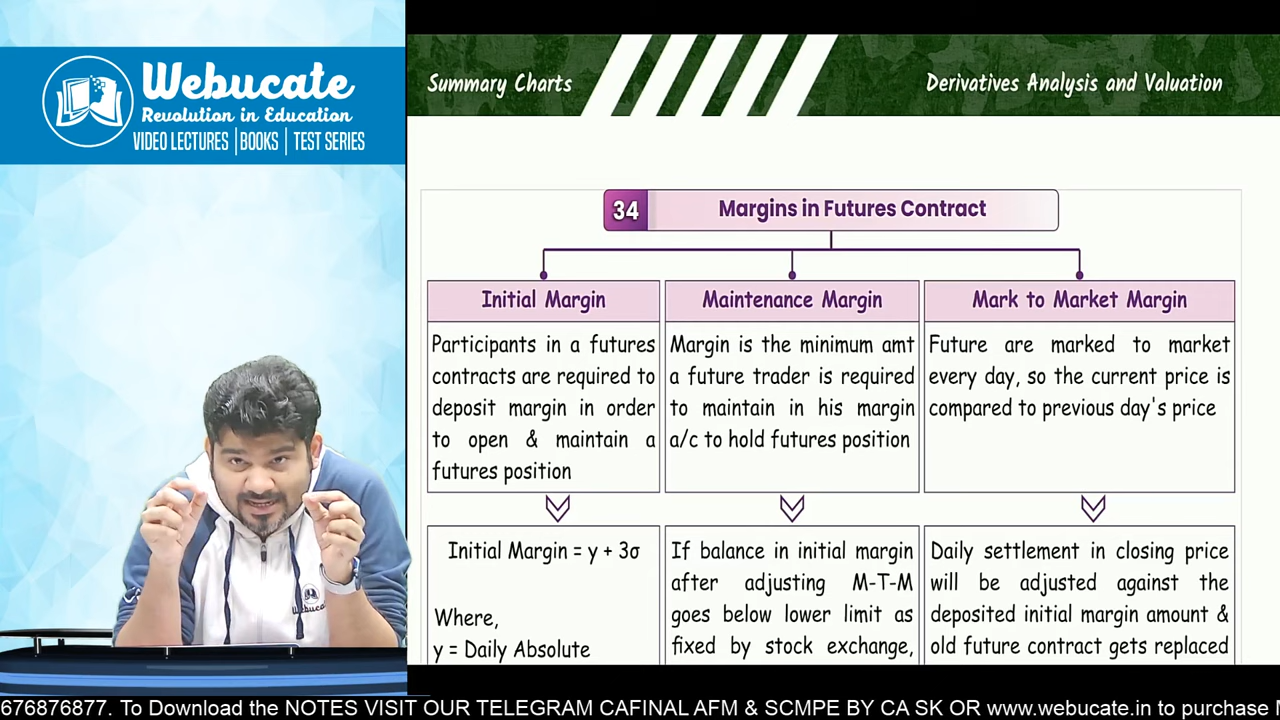 Webucate
Revolution in Education
VIDEO LECTURES | BOOKS | TEST SERIES
Summary Charts
Derivatives Analysis and Valuation
34 Margins in Futures Contract
Initial Margin
Participants in a futures
contracts are required to
deposit margin in order
to open & maintain a
futures position
Initial Margin = y + 3σ
Where,
y = Daily Absolute
Maintenance Margin
Margin is the minimum amt
a future trader is required
to maintain in his margin
a/c to hold futures position
If balance in initial margin
after adjusting M-T-M
goes below lower limit as
fixed by stock exchange,
Mark to Market Margin
Future are marked to market
every day, so the current price is
compared to previous day's price
Daily settlement in closing price
will be adjusted against the
deposited initial margin amount &
old future contract gets replaced
676876877. To Download the NOTES VISIT OUR TELEGRAM CAFINAL AFM & SCMPE BY CA SK OR www.webucate.in to purchase